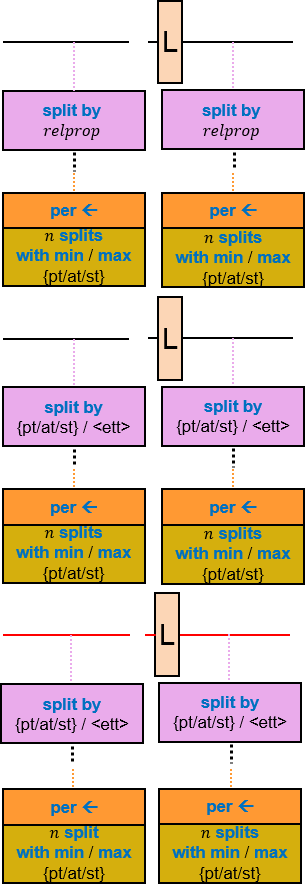 L
split by
relprop
split by
relprop
per ←
n splits
with min / max
{pt/at/st}
per ←
n splits
with min / max
{pt/at/st}
L
split by
{pt/at/st} / <ett>
split by
{pt/at/st} / <ett>
per ←
n splits
with min / max
{pt/at/st}
per ←
n splits
with min / max
{pt/at/st}
L
split by
{pt/at/st} / <ett>
split by
{pt/at/st} / <ett>
per ←
n split
with min / max
{pt/at/st}
per ←
n splits
with min / max
{pt/at/st}